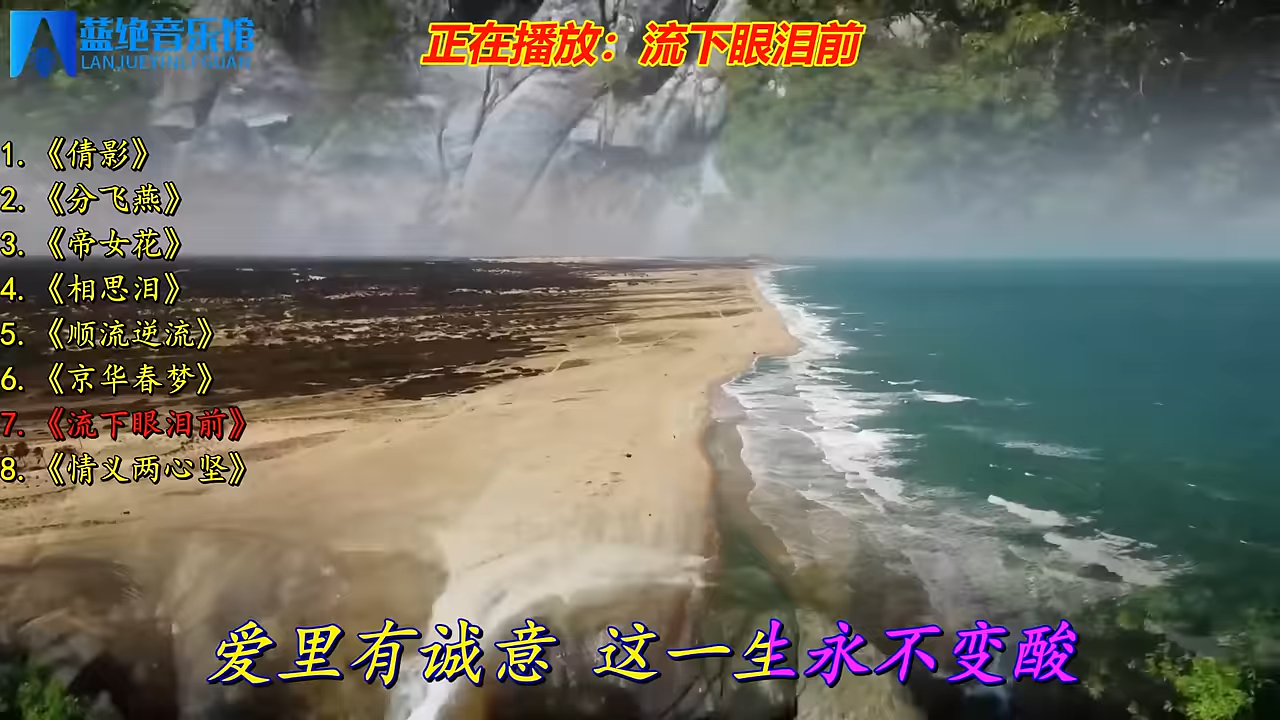 蓝绝音乐馆
LANJUEYINLEGUAN
正在播放：流下眼泪前
1.《倩影》
2.《分飞燕》
3.《帝女花》
4.《相思泪》
5.《顺流逆流》
6.《京华春梦》
7.《流下眼泪前》
8.《情义两心坚》
爱里有诚意 这一生永不变酸